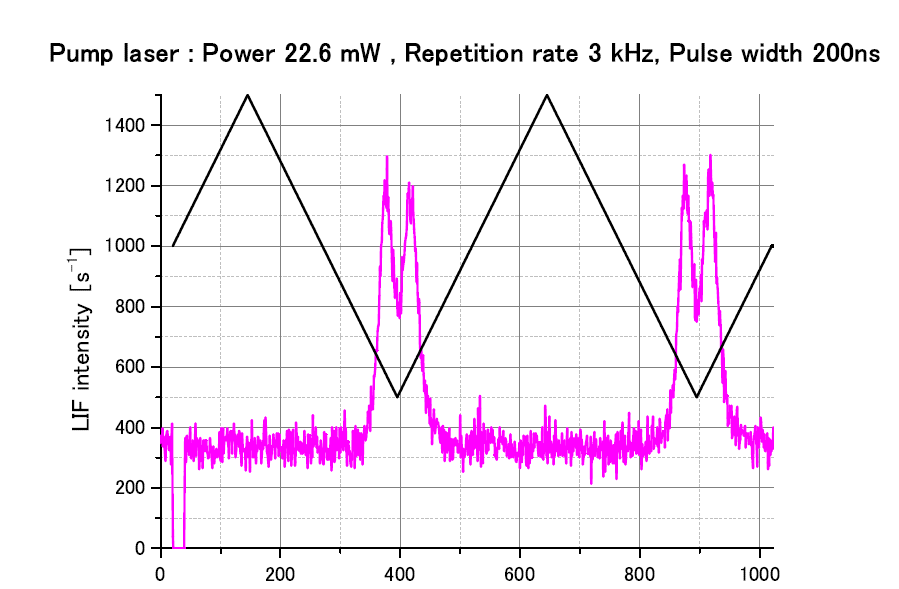 Pump laser : Power 22.6 mW , Repetition rate 3 kHz, Pulse width 200ns
LIF intensity [s⁻¹]
1400
1200
1000
800
600
400
200
0
0 200 400 600 800 1000